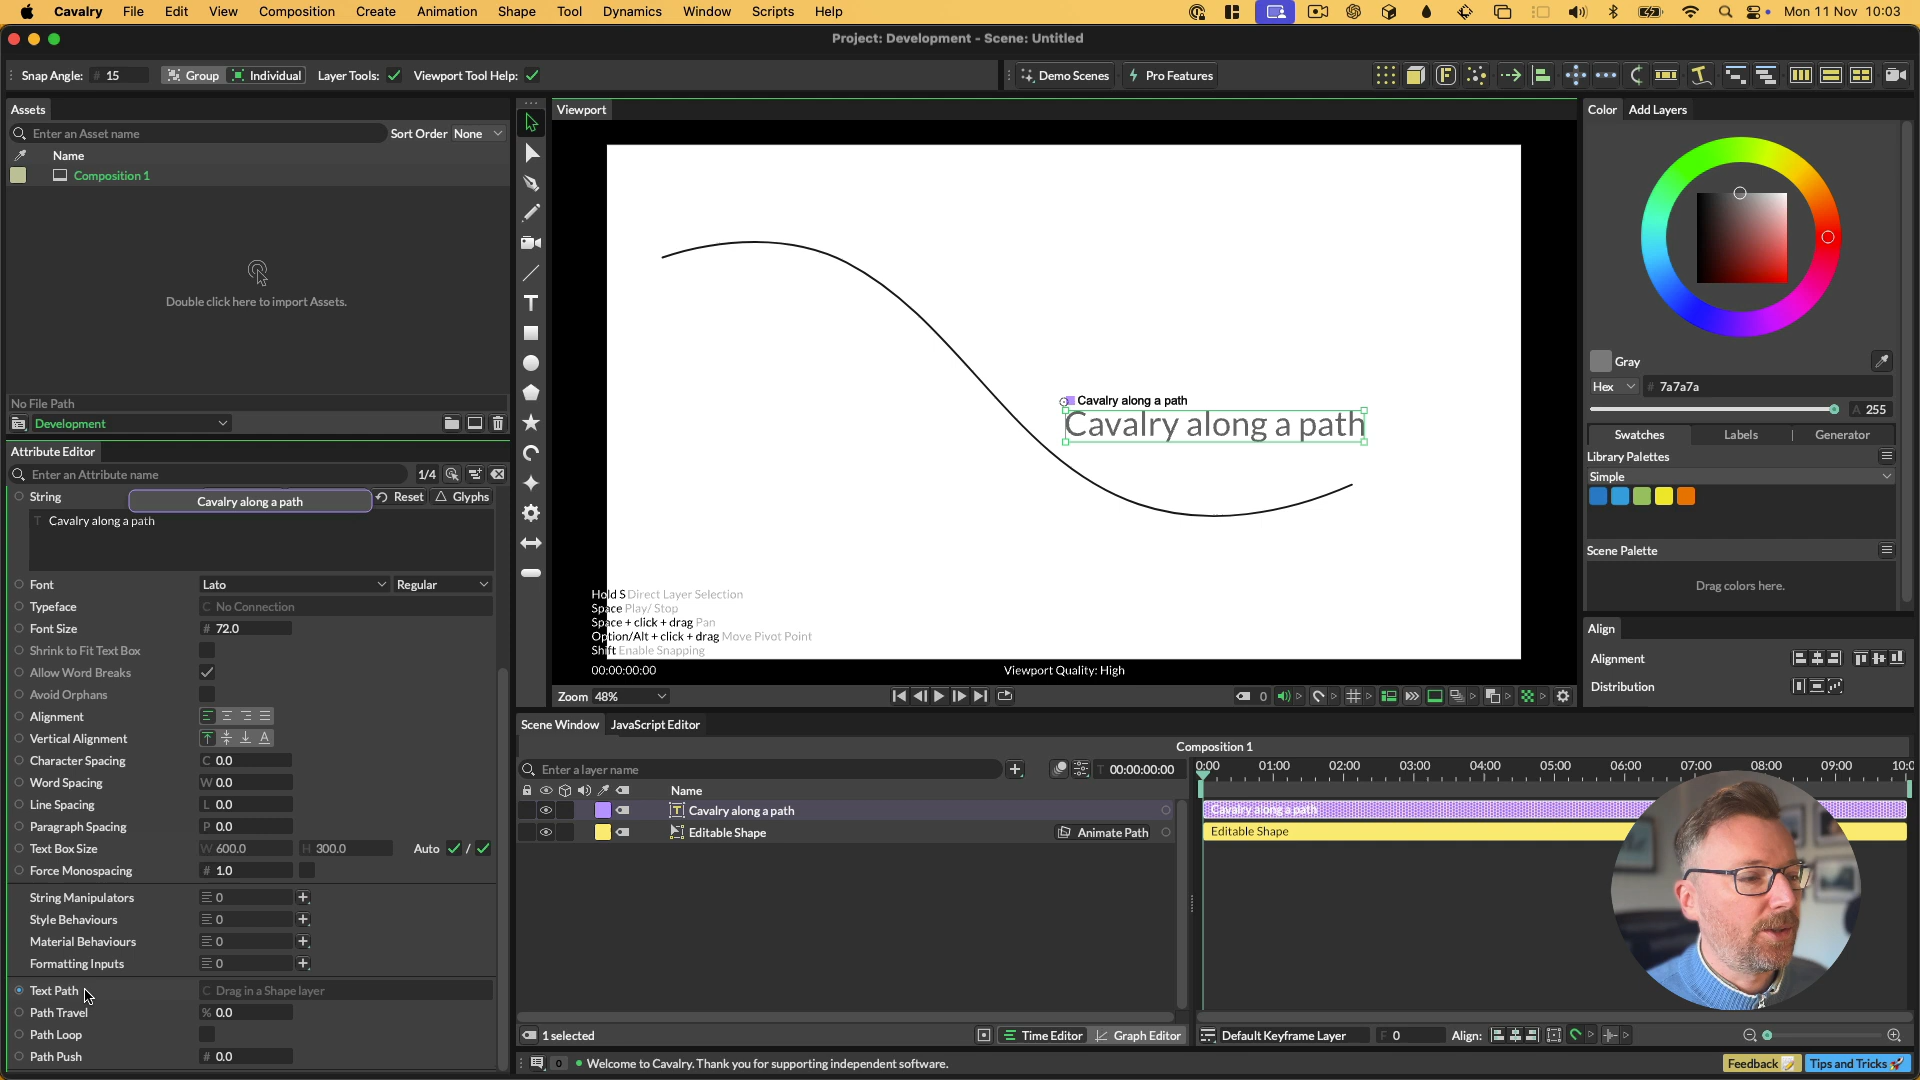 Cavalry File Edit View Composition Create Animation Shape Tool Dynamics Window Scripts Help Mon 11 Nov 10:03
Project: Development - Scene: Untitled
Snap Angle: # 15 Group Individual Layer Tools: Viewport Tool Help: Demo Scenes Pro Features
Assets
Enter an Asset name Sort Order None
Name
Composition 1
Double click here to import Assets.
No File Path
Development
Attribute Editor
Enter an Attribute name 1/4
String Cavalry along a path Reset Glyphs
T Cavalry along a path
Font Lato Regular
Typeface C No Connection
Font Size # 72.0
Shrink to Fit Text Box
Allow Word Breaks
Avoid Orphans
Alignment
Vertical Alignment
Character Spacing C 0.0
Word Spacing W 0.0
Line Spacing L 0.0
Paragraph Spacing P 0.0
Text Box Size W 600.0 H 300.0 Auto /
Force Monospacing # 1.0
String Manipulators 0
Style Behaviours 0
Material Behaviours 0
Formatting Inputs 0
Text Path C Drag in a Shape layer
Path Travel % 0.0
Path Loop
Path Push # 0.0
Viewport
Cavalry along a path
Cavalry along a path
Hold S Direct Layer Selection
Space Play/ Stop
Space + click + drag Pan
Option/Alt + click + drag Move Pivot Point
Shift Enable Snapping
00:00:00:00 Viewport Quality: High
Zoom 48% 0
Scene Window JavaScript Editor
Composition 1
Enter a layer name T 00:00:00:00 0:00 01:00 02:00 03:00 04:00 05:00 06:00 07:00 08:00 09:00 10:0
Name
Cavalry along a path Cavalry along a path
Editable Shape Animate Path Editable Shape
1 selected Time Editor Graph Editor Default Keyframe Layer F 0 Align:
0 Welcome to Cavalry. Thank you for supporting independent software. Feedback Tips and Tricks
Color Add Layers
Gray
Hex # 7a7a7a
A 255
Swatches Labels Generator
Library Palettes
Simple
Scene Palette
Drag colors here.
Align
Alignment
Distribution